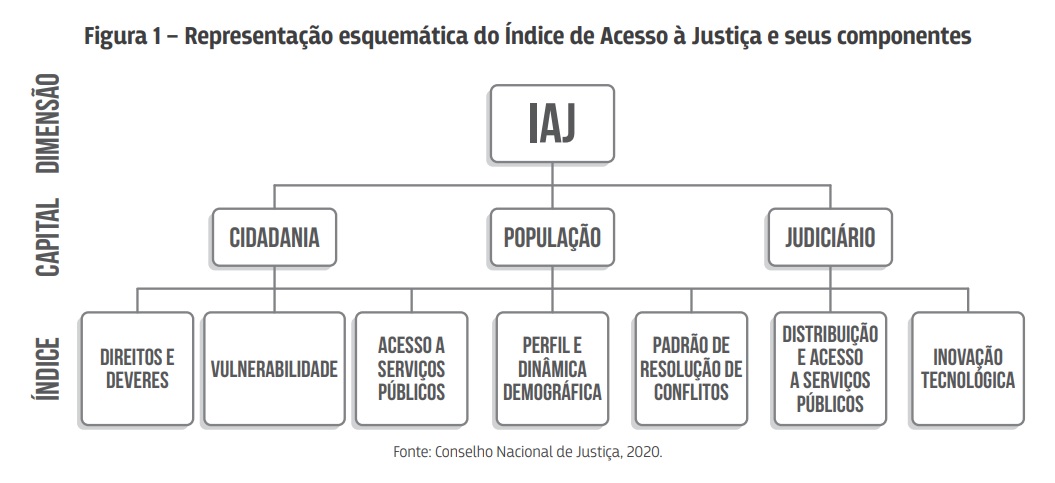 Figura 1 – Representação esquemática do Índice de Acesso à Justiça e seus componentes
DIMENSÃO
IAJ
CAPITAL
CIDADANIA
POPULAÇÃO
JUDICIÁRIO
ÍNDICE
DIREITOS E
DEVERES
VULNERABILIDADE
ACESSO A
SERVIÇOS
PÚBLICOS
PERFIL E
DINÂMICA
DEMOGRÁFICA
PADRÃO DE
RESOLUÇÃO DE
CONFLITOS
DISTRIBUIÇÃO
E ACESSO
A SERVIÇOS
PÚBLICOS
INOVAÇÃO
TECNOLÓGICA
Fonte: Conselho Nacional de Justiça, 2020.